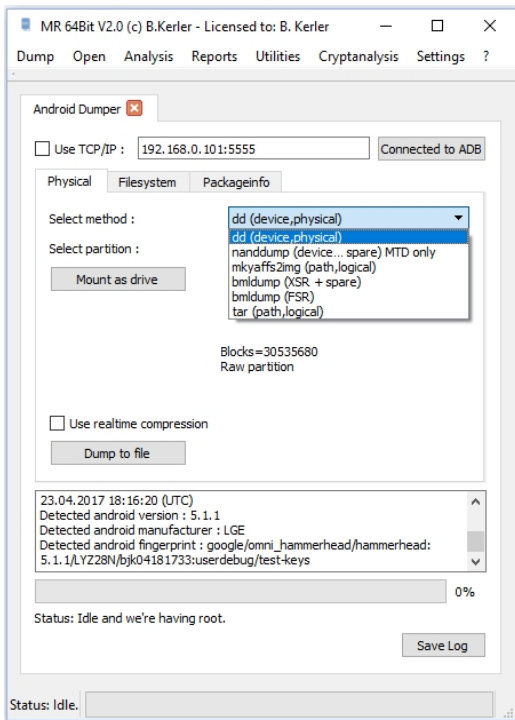 MR 64Bit V2.0 (c) B.Kerler - Licensed to: B. Kerler
Dump Open Analysis Reports Utilities Cryptanalysis Settings ?
Android Dumper
Use TCP/IP : 192.168.0.101:5555 Connected to ADB
Physical Filesystem Packageinfo
Select method : dd (device,physical)
dd (device,physical)
Select partition : nanddump (device... spare) MTD only
Mount as drive mkyaffs2img (path,logical)
bmldump (XSR + spare)
bmldump (FSR)
tar (path,logical)
Blocks=30535680
Raw partition
Use realtime compression
Dump to file
23.04.2017 18:16:20 (UTC)
Detected android version : 5.1.1
Detected android manufacturer : LGE
Detected android fingerprint : google/omni_hammerhead/hammerhead:
5.1.1/LYZ28N/bjk04181733:userdebug/test-keys
0%
Status: Idle and we're having root.
Save Log
Status: Idle.